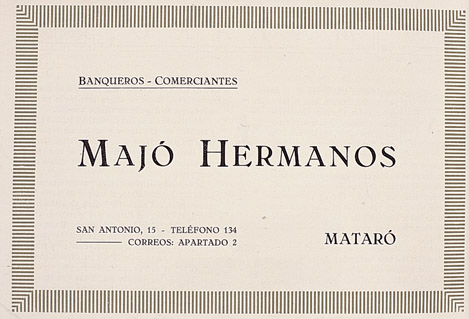 BANQUEROS - COMERCIANTES
MAJÓ HERMANOS
SAN ANTONIO, 15 - TELÉFONO 134
CORREOS: APARTADO 2
MATARÓ